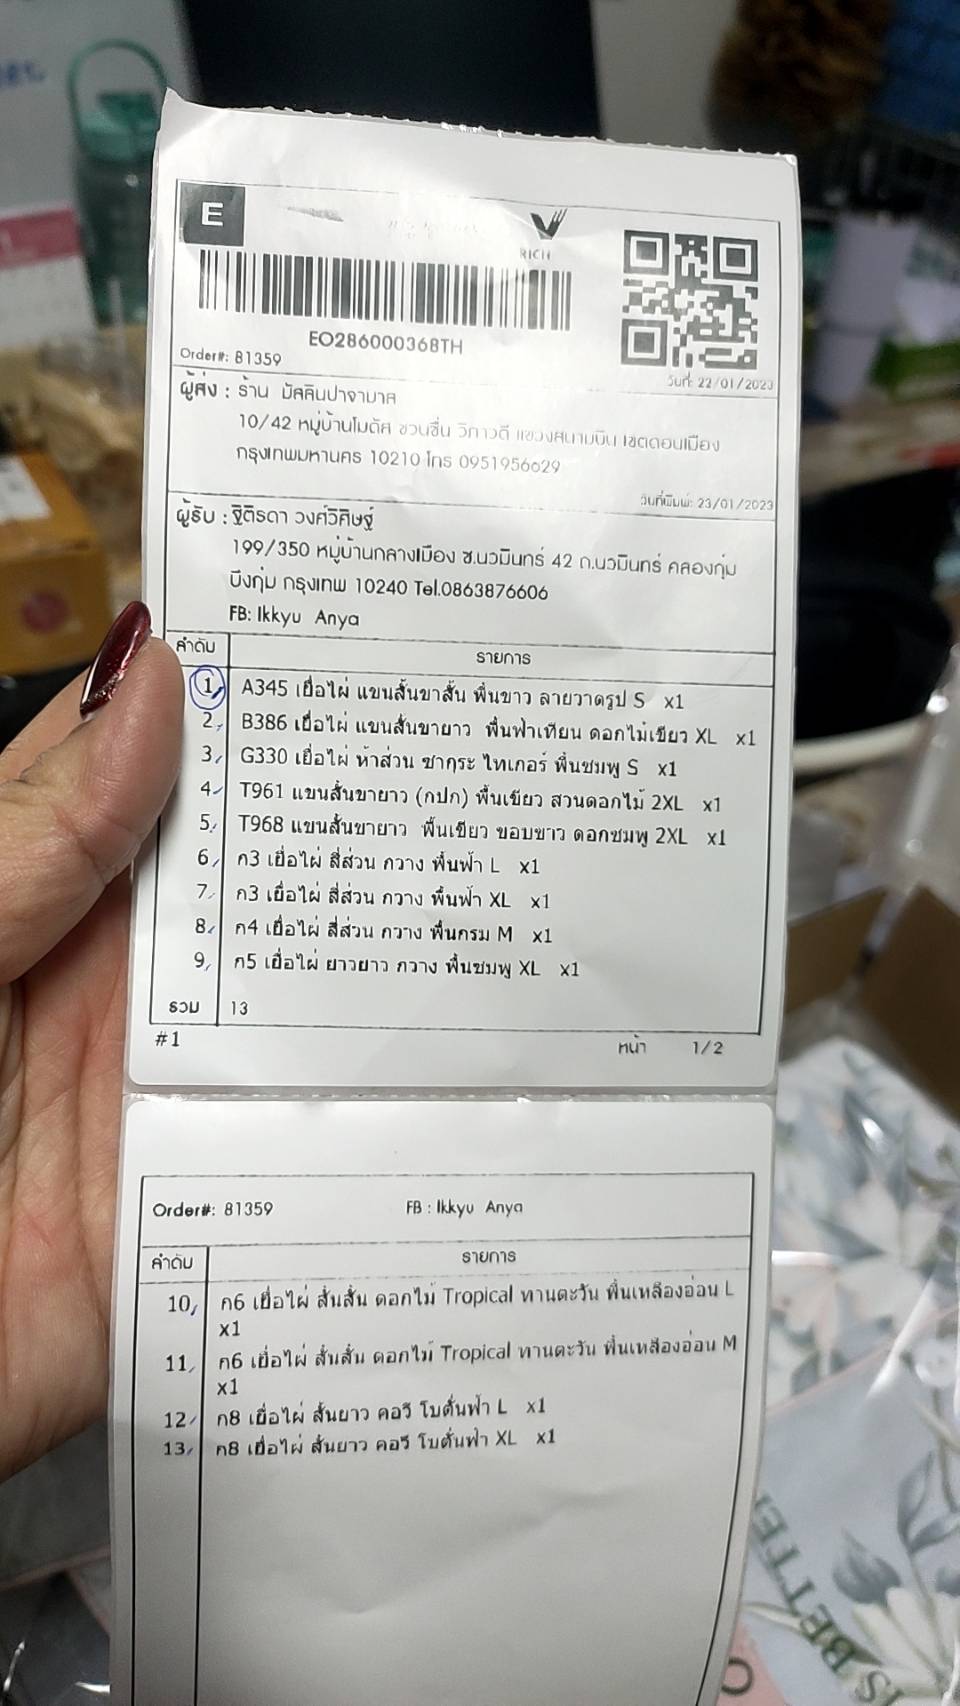 E
RICH
EO286000368TH
Order#: 81359
วันที่: 22/01/2023
ผู้ส่ง : ร้าน มัสลินปาจามาส
10/42 หมู่บ้านโมดัส ชวนชื่น วิภาวดี แขวงสนามบิน เขตดอนเมือง
กรุงเทพมหานคร 10210 โทร 0951956629
วันที่พิมพ์: 23/01/2023
ผู้รับ : ฐิติรดา วงศ์วิศิษฐ์
199/350 หมู่บ้านกลางเมือง ซ.นวมินทร์ 42 ถ.นวมินทร์ คลองกุ่ม
บึงกุ่ม กรุงเทพ 10240 Tel.0863876606
FB: Ikkyu Anya
ลำดับ รายการ
1 A345 เยื่อไผ่ แขนสั้นขาสั้น พื้นขาว ลายวาดรูป S x1
2 B386 เยื่อไผ่ แขนสั้นขายาว พื้นฟ้าเทียน ดอกไม้เขียว XL x1
3 G330 เยื่อไผ่ ห้าส่วน ซากุระ ไทเกอร์ พื้นชมพู S x1
4 T961 แขนสั้นขายาว (กปก) พื้นเขียว สวนดอกไม้ 2XL x1
5 T968 แขนสั้นขายาว พื้นเขียว ขอบขาว ดอกชมพู 2XL x1
6 ก3 เยื่อไผ่ สี่ส่วน กวาง พื้นฟ้า L x1
7 ก3 เยื่อไผ่ สี่ส่วน กวาง พื้นฟ้า XL x1
8 ก4 เยื่อไผ่ สี่ส่วน กวาง พื้นกรม M x1
9 ก5 เยื่อไผ่ ยาวยาว กวาง พื้นชมพู XL x1
รวม 13
#1 หน้า 1/2
Order#: 81359 FB : Ikkyu Anya
ลำดับ รายการ
10 ก6 เยื่อไผ่ สั้นสั้น ดอกไม้ Tropical ทานตะวัน พื้นเหลืองอ่อน L
x1
11 ก6 เยื่อไผ่ สั้นสั้น ดอกไม้ Tropical ทานตะวัน พื้นเหลืองอ่อน M
x1
12 ก8 เยื่อไผ่ สั้นยาว คอวี โบตั๋นฟ้า L x1
13 ก8 เยื่อไผ่ สั้นยาว คอวี โบตั๋นฟ้า XL x1
BETTE